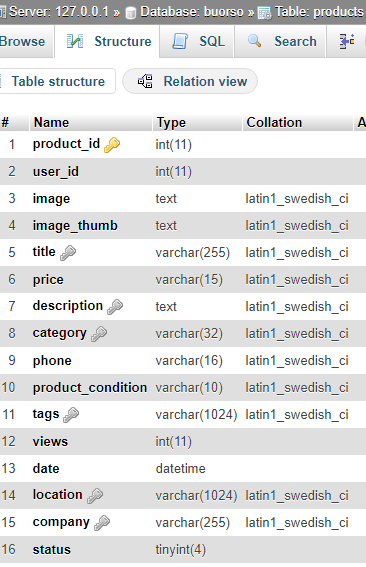 Server: 127.0.0.1 » Database: buorso » Table: products
Browse Structure SQL Search
Table structure Relation view
# Name Type Collation A
1 product_id int(11)
2 user_id int(11)
3 image text latin1_swedish_ci
4 image_thumb text latin1_swedish_ci
5 title varchar(255) latin1_swedish_ci
6 price varchar(15) latin1_swedish_ci
7 description text latin1_swedish_ci
8 category varchar(32) latin1_swedish_ci
9 phone varchar(16) latin1_swedish_ci
10 product_condition varchar(10) latin1_swedish_ci
11 tags varchar(1024) latin1_swedish_ci
12 views int(11)
13 date datetime
14 location varchar(1024) latin1_swedish_ci
15 company varchar(255) latin1_swedish_ci
16 status tinyint(4)